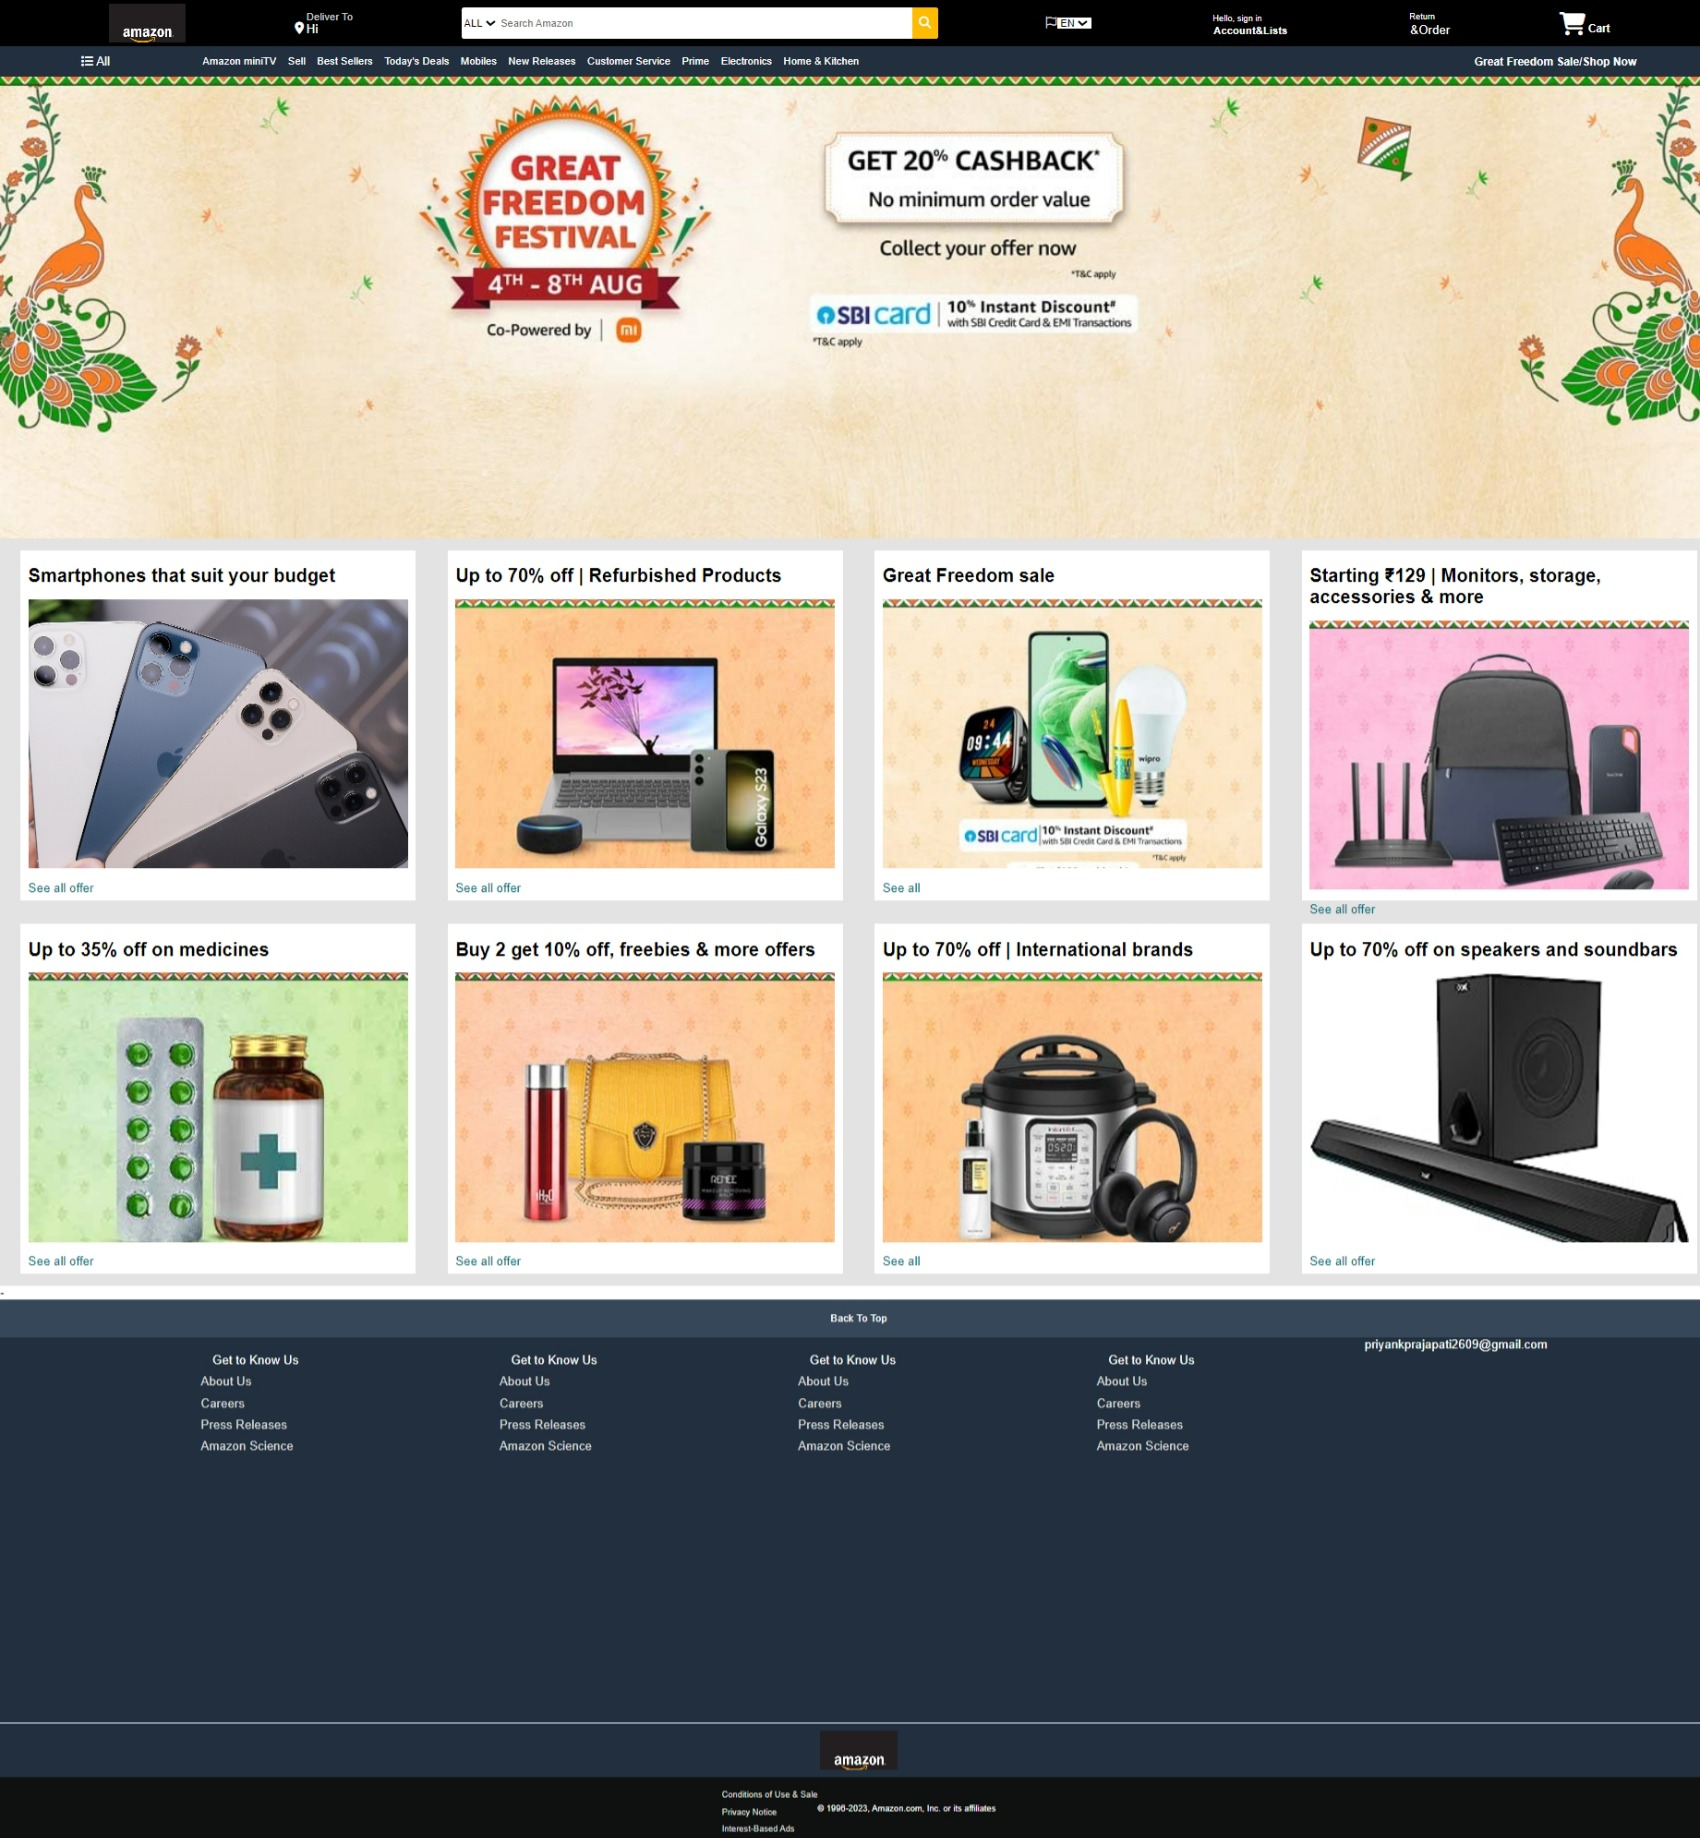 amazon
Deliver To
Hi
ALL Search Amazon
EN
Hello, sign in
Account&Lists
Return
&Order
Cart
All
Amazon miniTV Sell Best Sellers Today's Deals Mobiles New Releases Customer Service Prime Electronics Home & Kitchen
Great Freedom Sale/Shop Now
GREAT
FREEDOM
FESTIVAL
4TH - 8TH AUG
Co-Powered by | mi
GET 20% CASHBACK*
No minimum order value
Collect your offer now
*T&C apply
SBI card | 10% Instant Discount#
with SBI Credit Card & EMI Transactions
*T&C apply
Smartphones that suit your budget
See all offer
Up to 70% off | Refurbished Products
Galaxy S23
See all offer
Great Freedom sale
24
09:44
WEDNESDAY
wipro
SBI card 10% Instant Discount#
with SBI Credit Card & EMI Transactions
*T&C apply
See all
Starting ₹129 | Monitors, storage,
accessories & more
See all offer
Up to 35% off on medicines
See all offer
Buy 2 get 10% off, freebies & more offers
H2O
RENEE
See all offer
Up to 70% off | International brands
05:20
See all
Up to 70% off on speakers and soundbars
See all offer
-
Back To Top
Get to Know Us
About Us
Careers
Press Releases
Amazon Science
Get to Know Us
About Us
Careers
Press Releases
Amazon Science
Get to Know Us
About Us
Careers
Press Releases
Amazon Science
Get to Know Us
About Us
Careers
Press Releases
Amazon Science
priyankprajapati2609@gmail.com
amazon
Conditions of Use & Sale
Privacy Notice
Interest-Based Ads
© 1996-2023, Amazon.com, Inc. or its affiliates